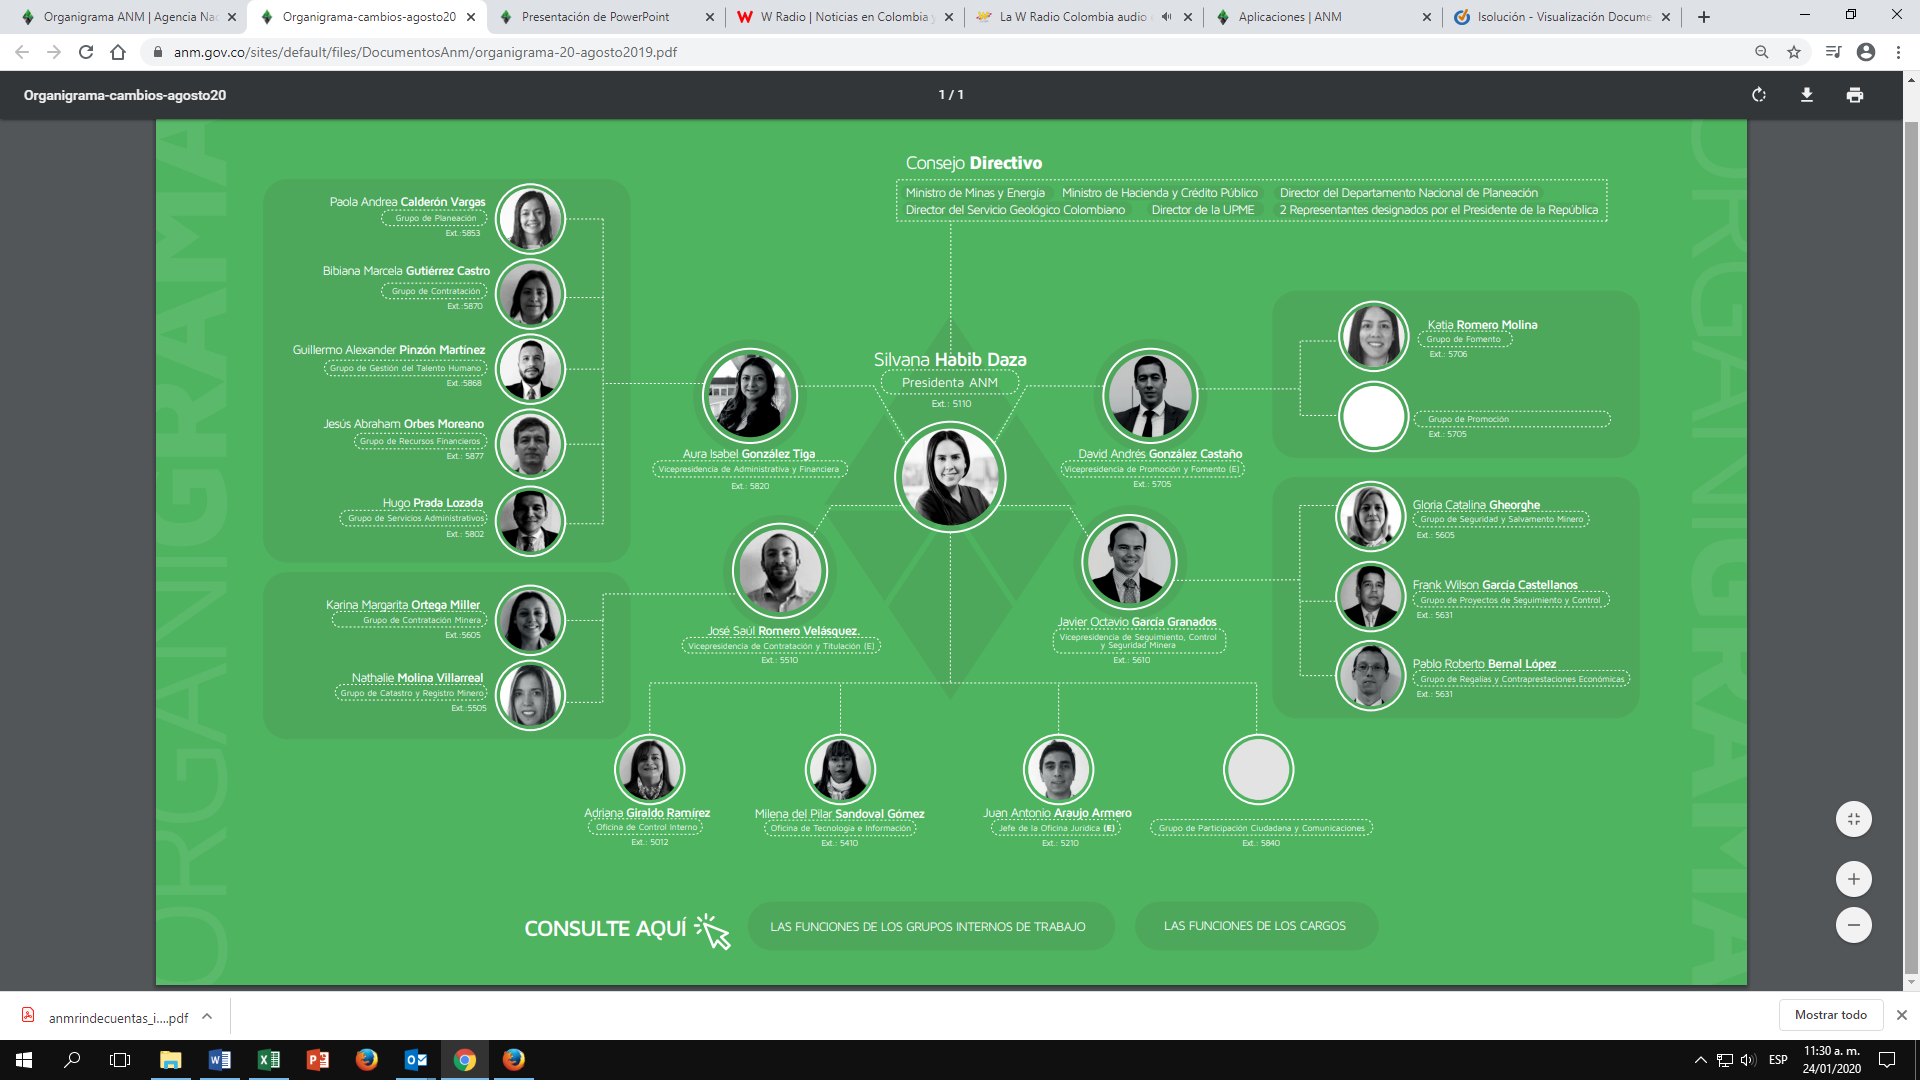 Organigrama ANM | Agencia Nac
Organigrama-cambios-agosto20
Presentación de PowerPoint
W Radio | Noticias en Colombia y
La W Radio Colombia audio
Aplicaciones | ANM
Isolución - Visualización Docume
anm.gov.co/sites/default/files/DocumentosAnm/organigrama-20-agosto2019.pdf
Organigrama-cambios-agosto20
1 / 1
ORGANIGRAMA
ORGANIGRAMA
Consejo Directivo
Ministro de Minas y Energía Ministro de Hacienda y Crédito Público Director del Departamento Nacional de Planeación
Director del Servicio Geológico Colombiano Director de la UPME 2 Representantes designados por el Presidente de la República
Paola Andrea Calderón Vargas
Grupo de Planeación
Ext.:5853
Bibiana Marcela Gutiérrez Castro
Grupo de Contratación
Ext.:5870
Guillermo Alexander Pinzón Martínez
Grupo de Gestión del Talento Humano
Ext.:5868
Jesús Abraham Orbes Moreano
Grupo de Recursos Financieros
Ext.: 5877
Hugo Prada Lozada
Grupo de Servicios Administrativos
Ext.: 5802
Karina Margarita Ortega Miller
Grupo de Contratación Minera
Ext.:5605
Nathalie Molina Villarreal
Grupo de Catastro y Registro Minero
Ext.:5505
Silvana Habib Daza
Presidenta ANM
Ext.: 5110
Aura Isabel González Tiga
Vicepresidencia de Administrativa y Financiera
Ext.: 5820
David Andrés González Castaño
Vicepresidencia de Promoción y Fomento (E)
Ext.: 5705
José Saúl Romero Velásquez.
Vicepresidencia de Contratación y Titulación (E)
Ext.: 5510
Javier Octavio García Granados
Vicepresidencia de Seguimiento, Control
y Seguridad Minera
Ext.: 5610
Katia Romero Molina
Grupo de Fomento
Ext.: 5706
Grupo de Promoción
Ext.: 5705
Gloria Catalina Gheorghe
Grupo de Seguridad y Salvamento Minero
Ext.: 5605
Frank Wilson García Castellanos
Grupo de Proyectos de Seguimiento y Control
Ext.: 5631
Pablo Roberto Bernal López
Grupo de Regalías y Contraprestaciones Económicas
Ext.: 5631
Adriana Giraldo Ramírez
Oficina de Control Interno
Ext.: 5012
Milena del Pilar Sandoval Gómez
Oficina de Tecnología e Información
Ext.: 5410
Juan Antonio Araujo Armero
Jefe de la Oficina Jurídica (E)
Ext.: 5210
Grupo de Participación Ciudadana y Comunicaciones
Ext.: 5840
CONSULTE AQUÍ
LAS FUNCIONES DE LOS GRUPOS INTERNOS DE TRABAJO
LAS FUNCIONES DE LOS CARGOS
anmrindecuentas_i....pdf
Mostrar todo
ESP
11:30 a. m.
24/01/2020